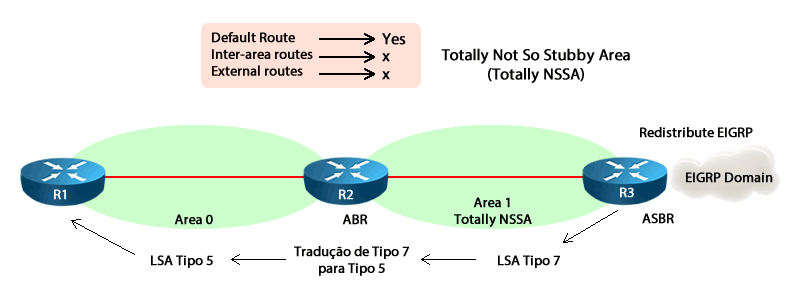 Default Route Yes
Inter-area routes x
External routes x
Totally Not So Stubby Area
(Totally NSSA)
Redistribute EIGRP
R1
R2
R3
EIGRP Domain
Area 0
ABR
Area 1
Totally NSSA
ASBR
LSA Tipo 5
Tradução de Tipo 7
para Tipo 5
LSA Tipo 7